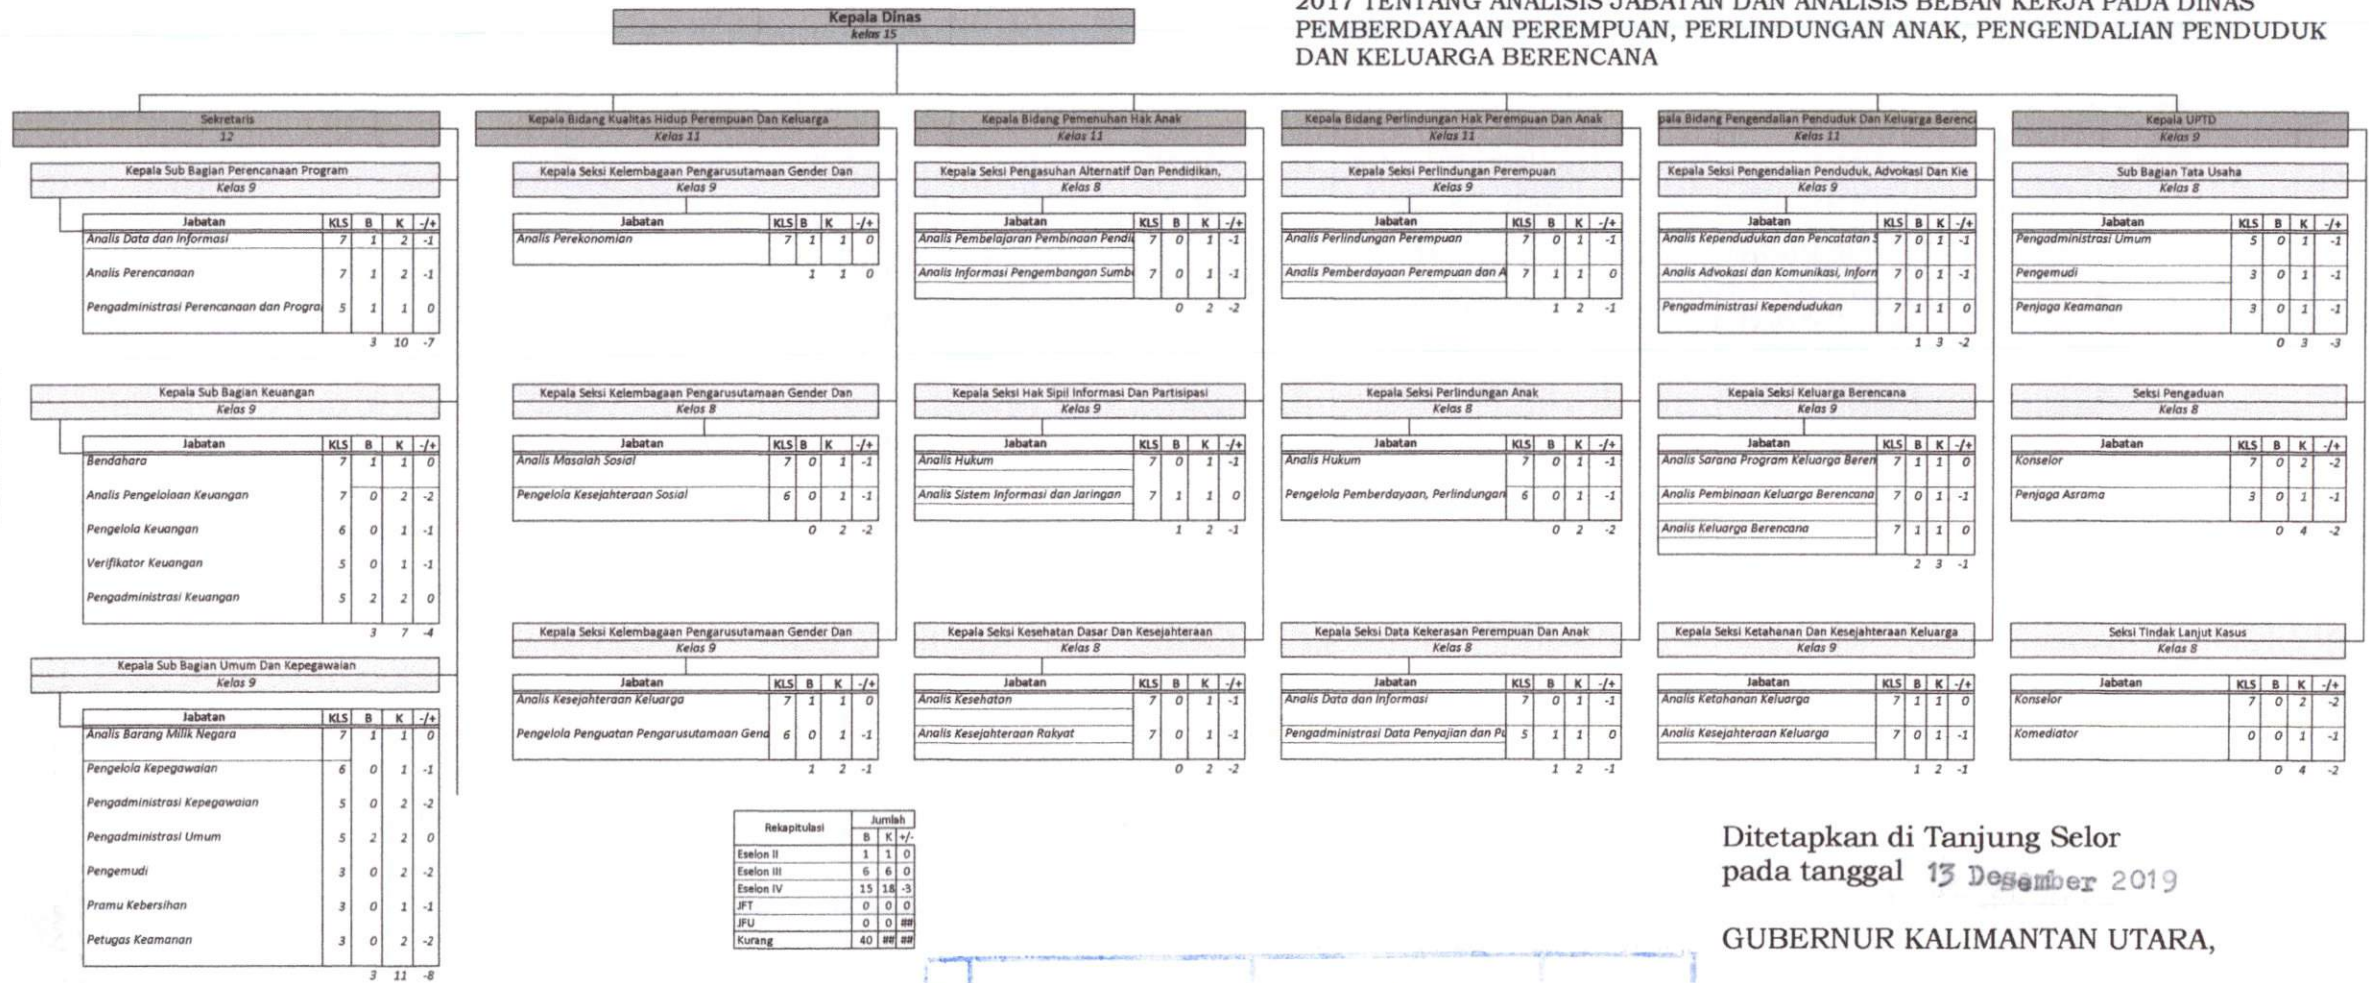 2017 TENTANG ANALISIS JABATAN DAN ANALISIS BEBAN KERJA PADA DINAS
PEMBERDAYAAN PEREMPUAN, PERLINDUNGAN ANAK, PENGENDALIAN PENDUDUK
DAN KELUARGA BERENCANA
Kepala Dinas
kelas 15
Sekretaris
12
Kepala Sub Bagian Perencanaan Program
Kelas 9
Jabatan KLS B K -/+
Analis Data dan Informasi 7 1 2 -1
Analis Perencanaan 7 1 2 -1
Pengadministrasi Perencanaan dan Progra 5 1 1 0
3 10 -7
Kepala Sub Bagian Keuangan
Kelas 9
Jabatan KLS B K -/+
Bendahara 7 1 1 0
Analis Pengelolaan Keuangan 7 0 2 -2
Pengelola Keuangan 6 0 1 -1
Verifikator Keuangan 5 0 1 -1
Pengadministrasi Keuangan 5 2 2 0
3 7 -4
Kepala Sub Bagian Umum Dan Kepegawaian
Kelas 9
Jabatan KLS B K -/+
Analis Barang Milik Negara 7 1 1 0
Pengelola Kepegawaian 6 0 1 -1
Pengadministrasi Kepegawaian 5 0 2 -2
Pengadministrasi Umum 5 2 2 0
Pengemudi 3 0 2 -2
Pramu Kebersihan 3 0 1 -1
Petugas Keamanan 3 0 2 -2
3 11 -8
Kepala Bidang Kualitas Hidup Perempuan Dan Keluarga
Kelas 11
Kepala Seksi Kelembagaan Pengarusutamaan Gender Dan
Kelas 9
Jabatan KLS B K -/+
Analis Perekonomian 7 1 1 0
1 1 0
Kepala Seksi Kelembagaan Pengarusutamaan Gender Dan
Kelas 8
Jabatan KLS B K -/+
Analis Masalah Sosial 7 0 1 -1
Pengelola Kesejahteraan Sosial 6 0 1 -1
0 2 -2
Kepala Seksi Kelembagaan Pengarusutamaan Gender Dan
Kelas 9
Jabatan KLS B K -/+
Analis Kesejahteraan Keluarga 7 1 1 0
Pengelola Penguatan Pengarusutamaan Gend 6 0 1 -1
1 2 -1
Kepala Bidang Pemenuhan Hak Anak
Kelas 11
Kepala Seksi Pengasuhan Alternatif Dan Pendidikan,
Kelas 8
Jabatan KLS B K -/+
Analis Pembelajaran Pembinaan Pendi 7 0 1 -1
Analis Informasi Pengembangan Sumb 7 0 1 -1
0 2 -2
Kepala Seksi Hak Sipil Informasi Dan Partisipasi
Kelas 9
Jabatan KLS B K -/+
Analis Hukum 7 0 1 -1
Analis Sistem Informasi dan Jaringan 7 1 1 0
1 2 -1
Kepala Seksi Kesehatan Dasar Dan Kesejahteraan
Kelas 8
Jabatan KLS B K -/+
Analis Kesehatan 7 0 1 -1
Analis Kesejahteraan Rakyat 7 0 1 -1
0 2 -2
Kepala Bidang Perlindungan Hak Perempuan Dan Anak
Kelas 11
Kepala Seksi Perlindungan Perempuan
Kelas 9
Jabatan KLS B K -/+
Analis Perlindungan Perempuan 7 0 1 -1
Analis Pemberdayaan Perempuan dan A 7 1 1 0
1 2 -1
Kepala Seksi Perlindungan Anak
Kelas 8
Jabatan KLS B K -/+
Analis Hukum 7 0 1 -1
Pengelola Pemberdayaan, Perlindungan 6 0 1 -1
0 2 -2
Kepala Seksi Data Kekerasan Perempuan Dan Anak
Kelas 8
Jabatan KLS B K -/+
Analis Data dan Informasi 7 0 1 -1
Pengadministrasi Data Penyajian dan Pu 5 1 1 0
1 2 -1
pala Bidang Pengendalian Penduduk Dan Keluarga Berenc
Kelas 11
Kepala Seksi Pengendalian Penduduk, Advokasi Dan Kie
Kelas 9
Jabatan KLS B K -/+
Analis Kependudukan dan Pencatatan S 7 0 1 -1
Analis Advokasi dan Komunikasi, Inforn 7 0 1 -1
Pengadministrasi Kependudukan 7 1 1 0
1 3 -2
Kepala Seksi Keluarga Berencana
Kelas 9
Jabatan KLS B K -/+
Analis Sarana Program Keluarga Beren 7 1 1 0
Analis Pembinaan Keluarga Berencana 7 0 1 -1
Analis Keluarga Berencana 7 1 1 0
2 3 -1
Kepala Seksi Ketahanan Dan Kesejahteraan Keluarga
Kelas 9
Jabatan KLS B K -/+
Analis Ketahanan Keluarga 7 1 1 0
Analis Kesejahteraan Keluarga 7 0 1 -1
1 2 -1
Kepala UPTD
Kelas 9
Sub Bagian Tata Usaha
Kelas 8
Jabatan KLS B K -/+
Pengadministrasi Umum 5 0 1 -1
Pengemudi 3 0 1 -1
Penjaga Keamanan 3 0 1 -1
0 3 -3
Seksi Pengaduan
Kelas 8
Jabatan KLS B K -/+
Konselor 7 0 2 -2
Penjaga Asrama 3 0 1 -1
0 4 -2
Seksi Tindak Lanjut Kasus
Kelas 8
Jabatan KLS B K -/+
Konselor 7 0 2 -2
Komediator 0 0 1 -1
0 4 -2
Rekapitulasi Jumlah
B K +/-
Eselon II 1 1 0
Eselon III 6 6 0
Eselon IV 15 18 -3
JFT 0 0 0
JFU 0 0 ##
Kurang 40 ## ##
Ditetapkan di Tanjung Selor
pada tanggal 13 Desember 2019
GUBERNUR KALIMANTAN UTARA,